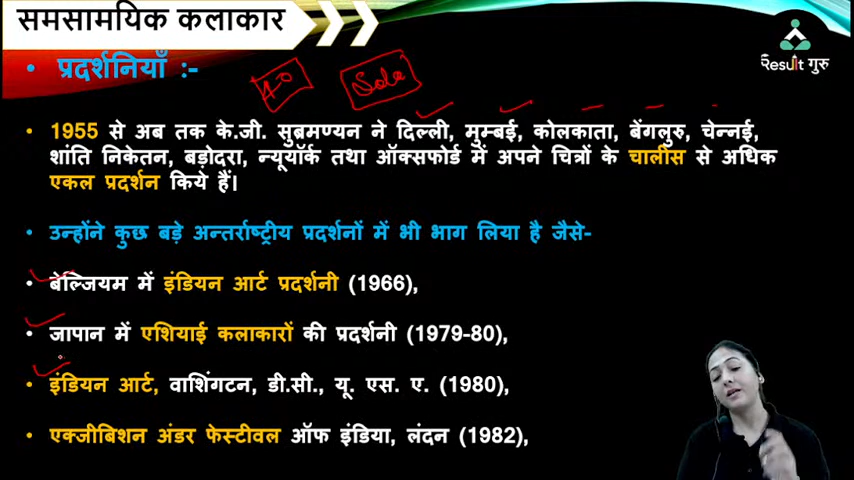 समसामयिक कलाकार
Result गुरु
• प्रदर्शनियाँ :-
40 Solo
• 1955 से अब तक के.जी. सुब्रमण्यन ने दिल्ली, मुम्बई, कोलकाता, बेंगलुरु, चेन्नई,
शांति निकेतन, बड़ोदरा, न्यूयॉर्क तथा ऑक्सफोर्ड में अपने चित्रों के चालीस से अधिक
एकल प्रदर्शन किये हैं।
• उन्होंने कुछ बड़े अन्तर्राष्ट्रीय प्रदर्शनों में भी भाग लिया है जैसे-
• बेल्जियम में इंडियन आर्ट प्रदर्शनी (1966),
• जापान में एशियाई कलाकारों की प्रदर्शनी (1979-80),
• इंडियन आर्ट, वाशिंगटन, डी.सी., यू. एस. ए. (1980),
• एक्जीबिशन अंडर फेस्टीवल ऑफ इंडिया, लंदन (1982),